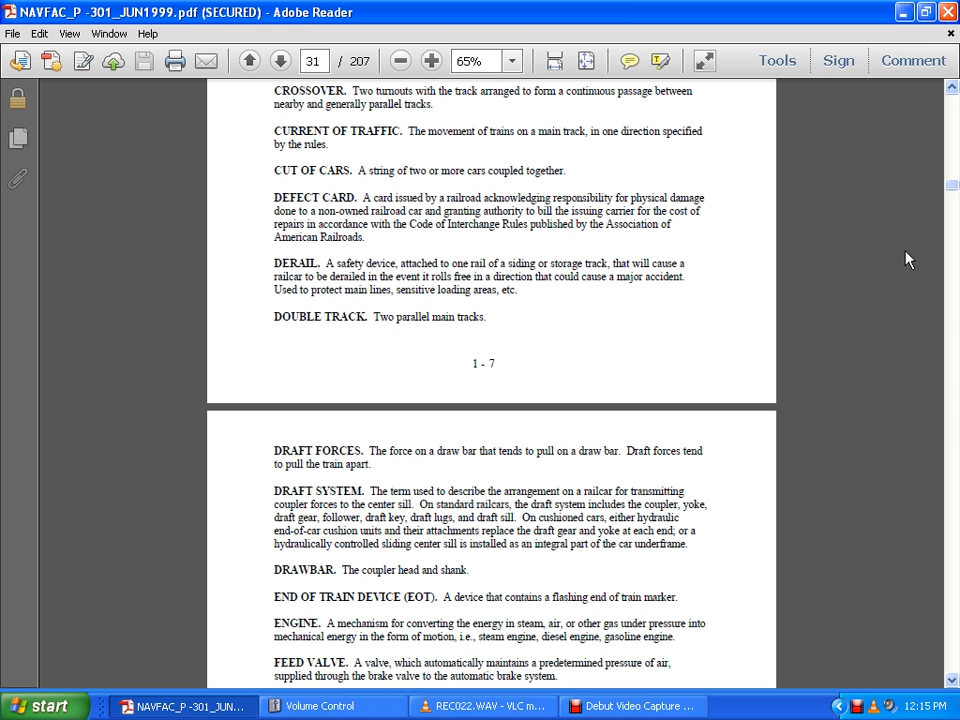 NAVFAC_P -301_JUN1999.pdf (SECURED) - Adobe Reader
File Edit View Window Help
31 / 207 65% Tools Sign Comment
CROSSOVER. Two turnouts with the track arranged to form a continuous passage between
nearby and generally parallel tracks.
CURRENT OF TRAFFIC. The movement of trains on a main track, in one direction specified
by the rules.
CUT OF CARS. A string of two or more cars coupled together.
DEFECT CARD. A card issued by a railroad acknowledging responsibility for physical damage
done to a non-owned railroad car and granting authority to bill the issuing carrier for the cost of
repairs in accordance with the Code of Interchange Rules published by the Association of
American Railroads.
DERAIL. A safety device, attached to one rail of a siding or storage track, that will cause a
railcar to be derailed in the event it rolls free in a direction that could cause a major accident.
Used to protect main lines, sensitive loading areas, etc.
DOUBLE TRACK. Two parallel main tracks.
1 - 7
DRAFT FORCES. The force on a draw bar that tends to pull on a draw bar. Draft forces tend
to pull the train apart.
DRAFT SYSTEM. The term used to describe the arrangement on a railcar for transmitting
coupler forces to the center sill. On standard railcars, the draft system includes the coupler, yoke,
draft gear, follower, draft key, draft lugs, and draft sill. On cushioned cars, either hydraulic
end-of-car cushion units and their attachments replace the draft gear and yoke at each end; or a
hydraulically controlled sliding center sill is installed as an integral part of the car underframe.
DRAWBAR. The coupler head and shank.
END OF TRAIN DEVICE (EOT). A device that contains a flashing end of train marker.
ENGINE. A mechanism for converting the energy in steam, air, or other gas under pressure into
mechanical energy in the form of motion, i.e., steam engine, diesel engine, gasoline engine.
FEED VALVE. A valve, which automatically maintains a predetermined pressure of air,
supplied through the brake valve to the automatic brake system.
start NAVFAC_P -301_JUN... Volume Control REC022.WAV - VLC m... Debut Video Capture ... 12:15 PM